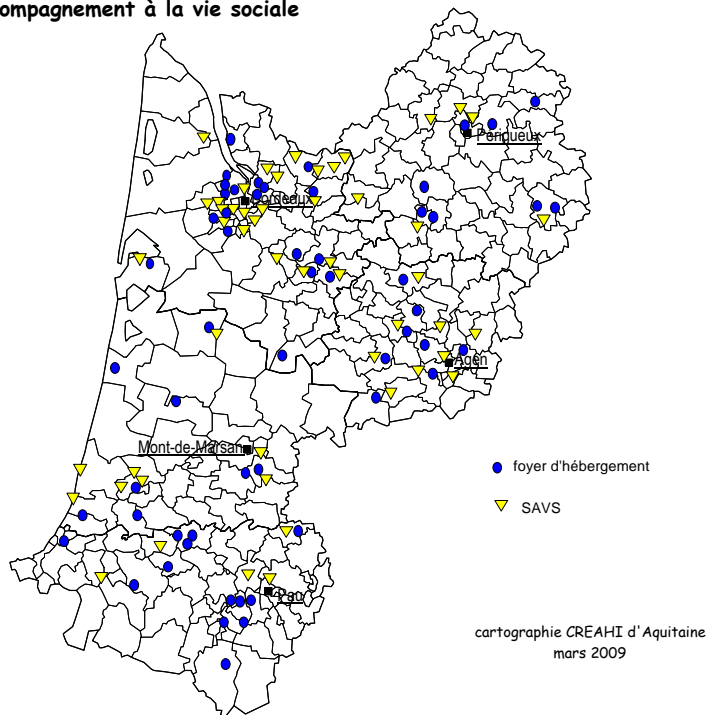 ompagnement à la vie sociale
Périgueux
Bordeaux
Agen
Mont-de-Marsan
foyer d'hébergement
SAVS
Pau
cartographie CREAHI d'Aquitaine
mars 2009